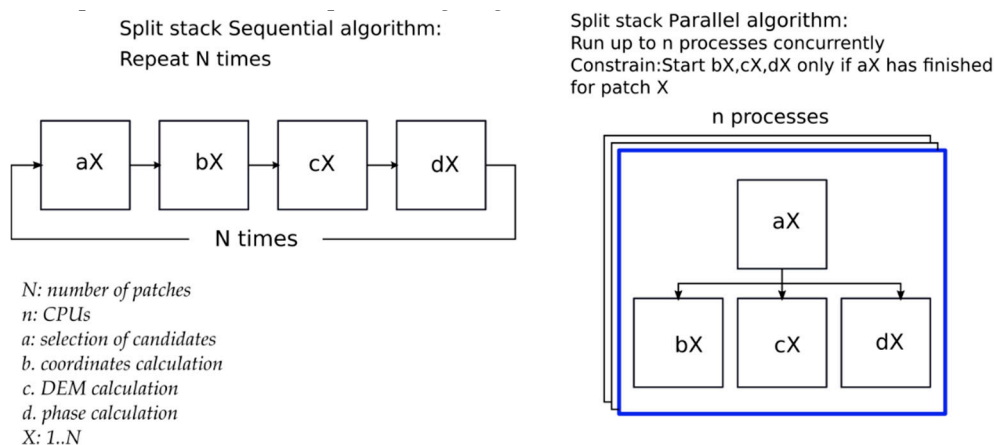 Split stack Sequential algorithm:
Repeat N times
aX
bX
cX
dX
N times
N: number of patches
n: CPUs
a: selection of candidates
b. coordinates calculation
c. DEM calculation
d. phase calculation
X: 1..N
Split stack Parallel algorithm:
Run up to n processes concurrently
Constrain:Start bX,cX,dX only if aX has finished
for patch X
n processes
aX
bX
cX
dX